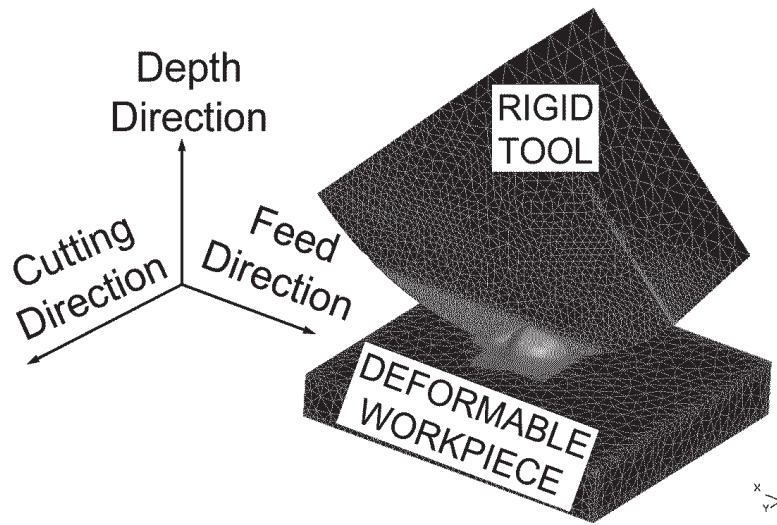 Depth
Direction
Cutting
Direction
Feed
Direction
RIGID
TOOL
DEFORMABLE
WORKPIECE
X
Y